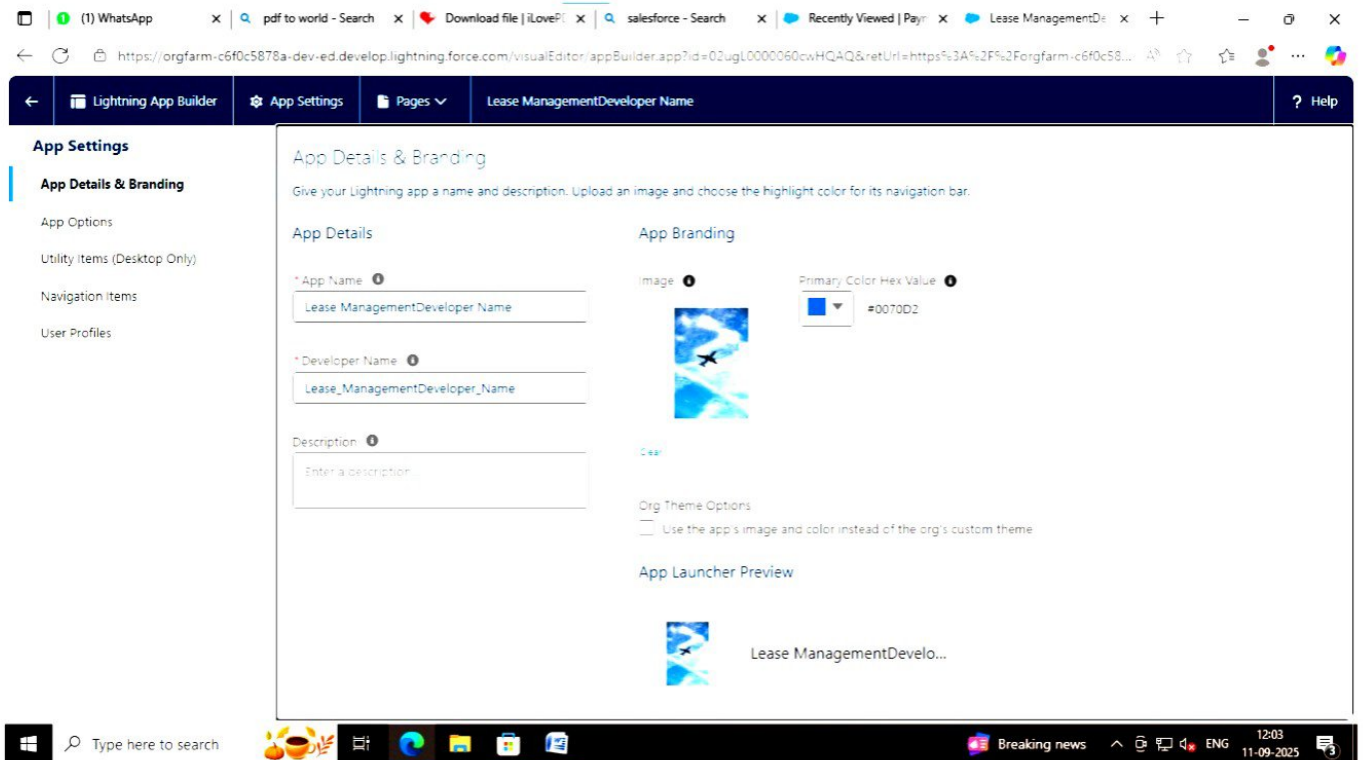 (1) WhatsApp
pdf to world - Search
Download file | iLovePD
salesforce - Search
Recently Viewed | Payr
Lease ManagementDe
https://orgfarm-c6f0c5878a-dev-ed.develop.lightning.force.com/visualEditor/appBuilder.app?id=02ugL0000060cwHQAQ&retUrl=https%3A%2F%2Forgfarm-c6f0c58...
Lightning App Builder
App Settings
Pages
Lease ManagementDeveloper Name
? Help
App Settings
App Details & Branding
App Options
Utility Items (Desktop Only)
Navigation Items
User Profiles
App Details & Branding
Give your Lightning app a name and description. Upload an image and choose the highlight color for its navigation bar.
App Details
* App Name
Lease ManagementDeveloper Name
* Developer Name
Lease_ManagementDeveloper_Name
Description
Enter a description
App Branding
Image
Primary Color Hex Value
#0070D2
Clear
Org Theme Options
Use the app's image and color instead of the org's custom theme
App Launcher Preview
Lease ManagementDevelo...
Type here to search
Breaking news
ENG
12:03
11-09-2025
3